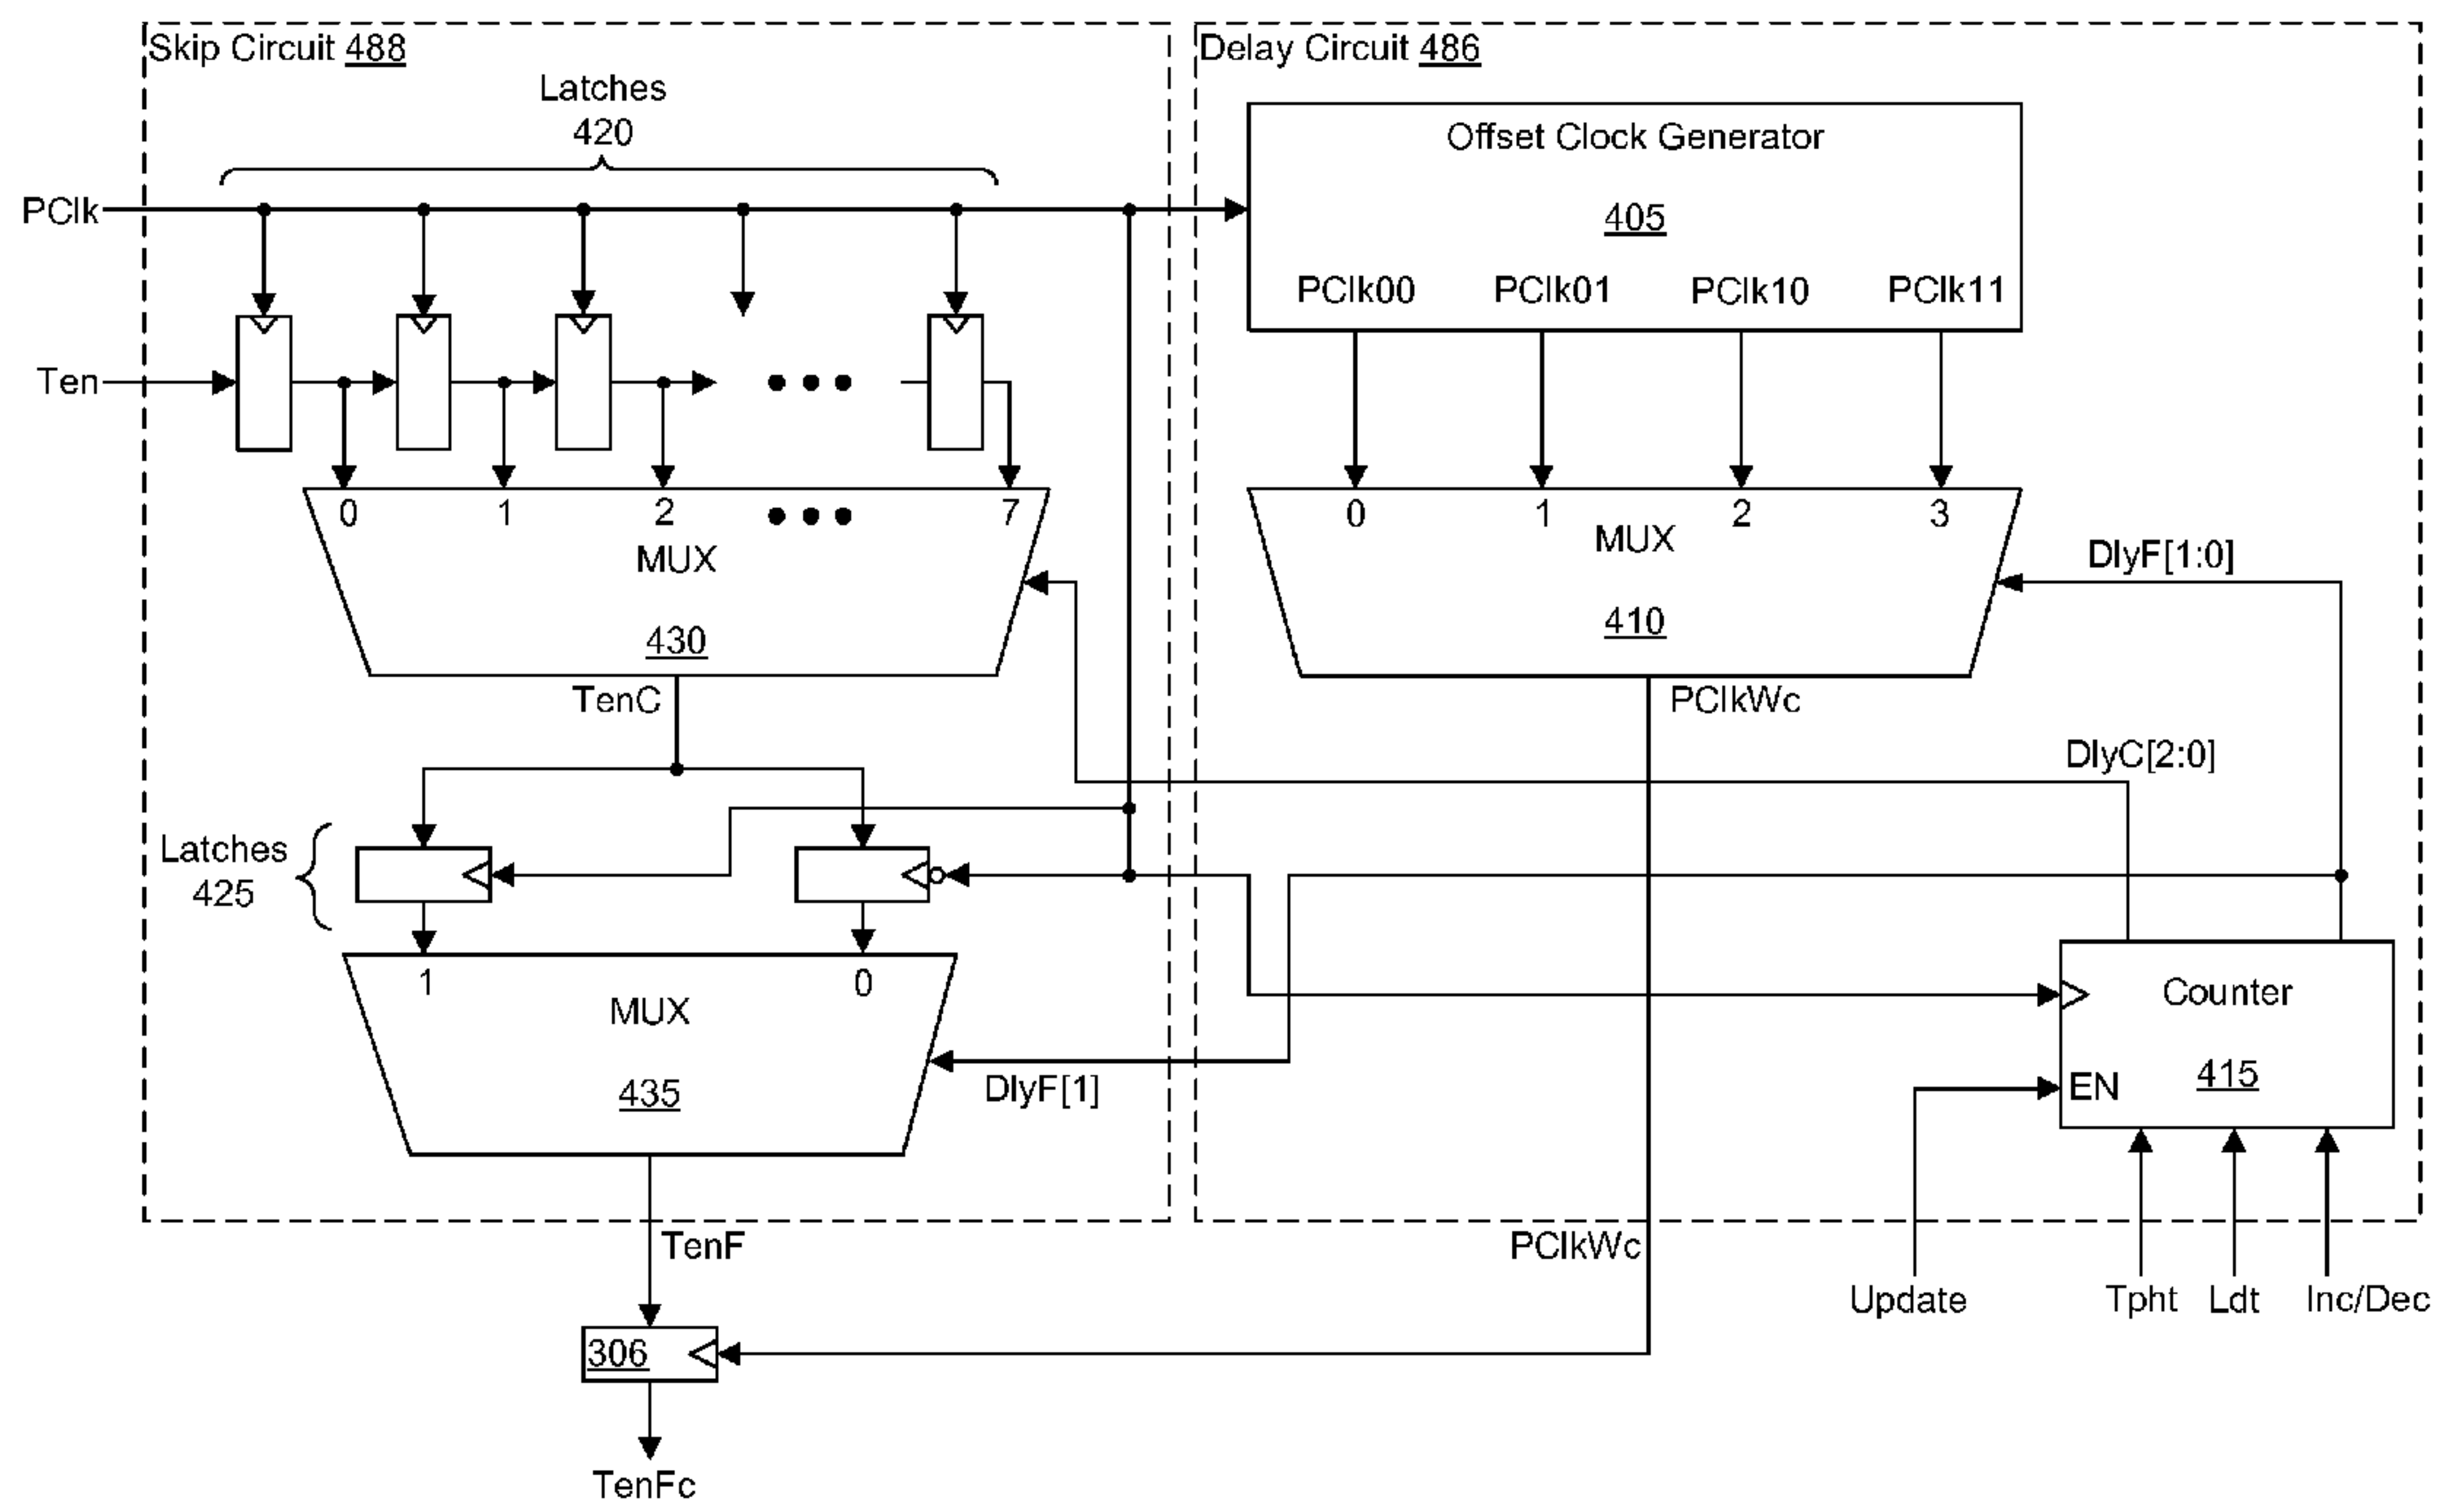 Skip Circuit 488
Delay Circuit 486
Latches
420
Offset Clock Generator
405
PClk
PClk00 PClk01 PClk10 PClk11
Ten
0 1 2 7
MUX
430
0 1 2 3
MUX
410
DlyF[1:0]
TenC
PClkWc
DlyC[2:0]
Latches
425
1 0
MUX
435
DlyF[1]
Counter
415
EN
TenF
PClkWc
Update
Tpht
Ldt
Inc/Dec
306
TenFc